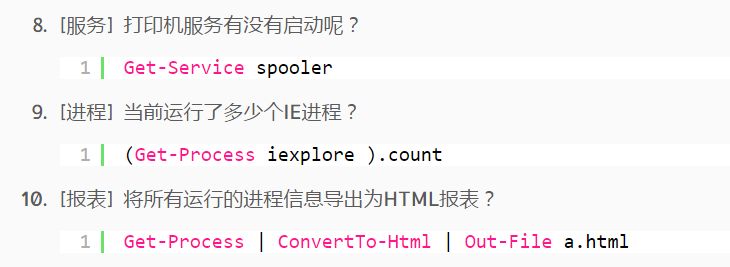 8. [服务] 打印机服务有没有启动呢？
1 Get-Service spooler
9. [进程] 当前运行了多少个IE进程？
1 (Get-Process iexplore ).count
10. [报表] 将所有运行的进程信息导出为HTML报表？
1 Get-Process | ConvertTo-Html | Out-File a.html